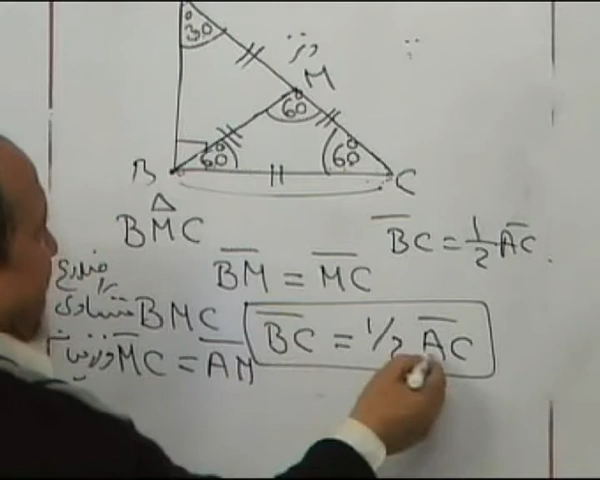 30°
M
60°
60°
60°
B
C
BMC
BC = 1/2 AC.
BM = MC
متساوی BMC
MC = AM
BC = 1/2 AC